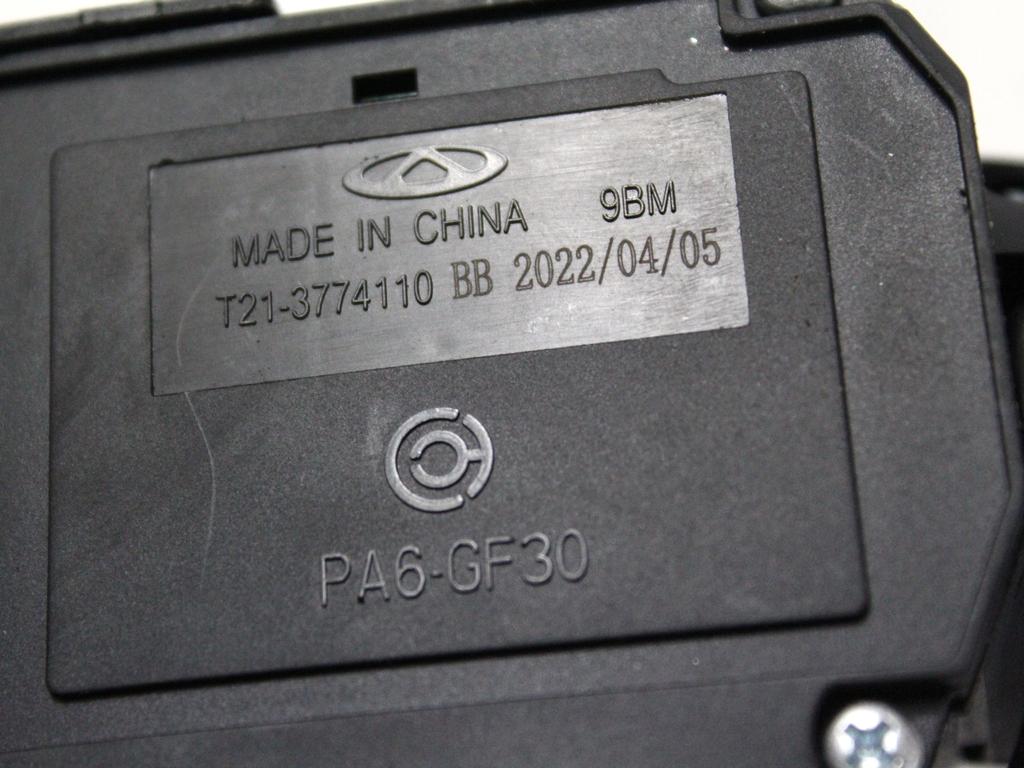 MADE IN CHINA 9BM
T21-3774110 BB 2022/04/05
PA6-GF30